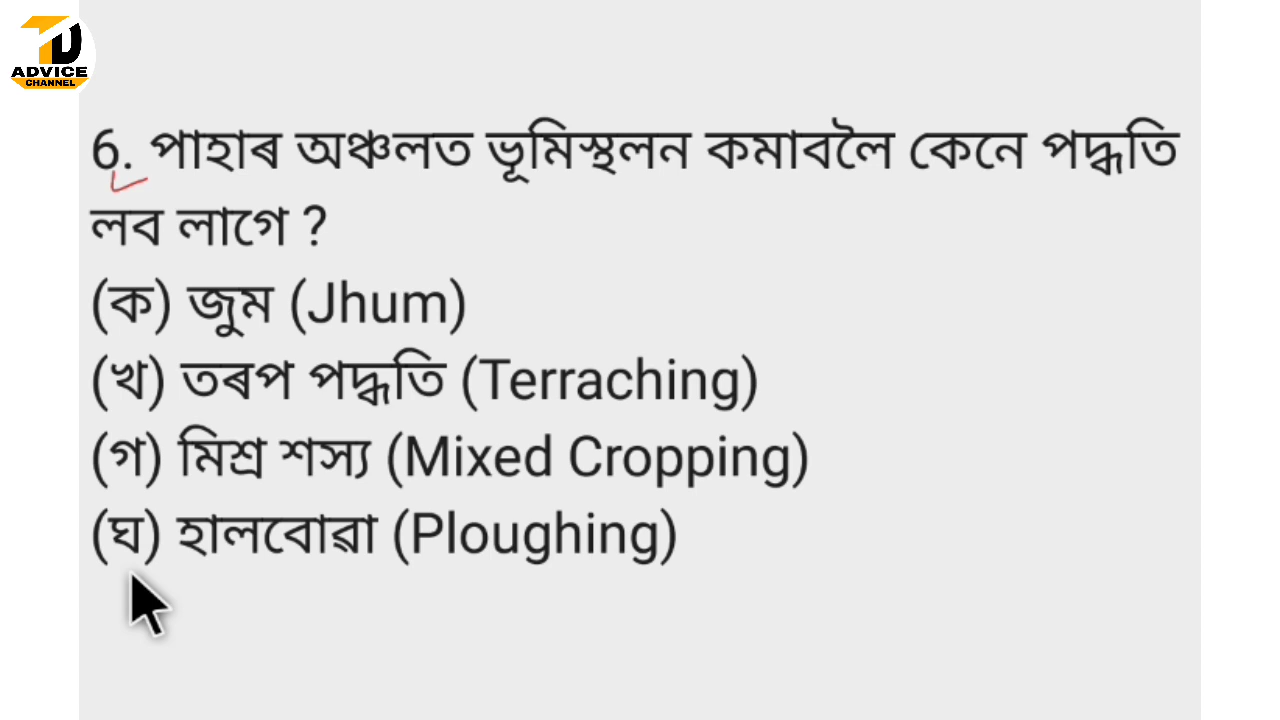 TD
ADVICE
CHANNEL
6. পাহাৰ অঞ্চলত ভূমিস্থলন কমাবলৈ কেনে পদ্ধতি
লব লাগে ?
(ক) জুম (Jhum)
(খ) তৰপ পদ্ধতি (Terraching)
(গ) মিশ্ৰ শস্য (Mixed Cropping)
(ঘ) হালবোৱা (Ploughing)